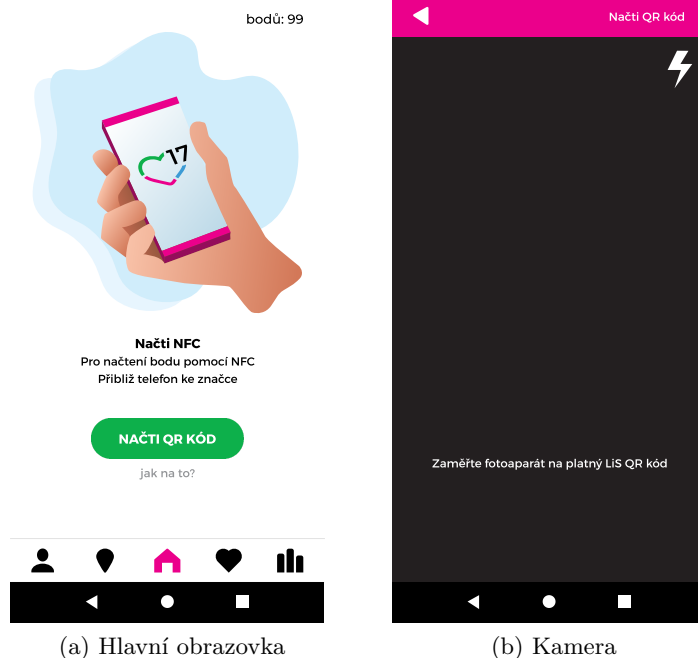 bodů: 99
17
Načti NFC
Pro načtení bodu pomocí NFC
Přibliž telefon ke značce
NAČTI QR KÓD
jak na to?
(a) Hlavní obrazovka
Načti QR kód
Zaměřte fotoaparát na platný LiS QR kód
(b) Kamera